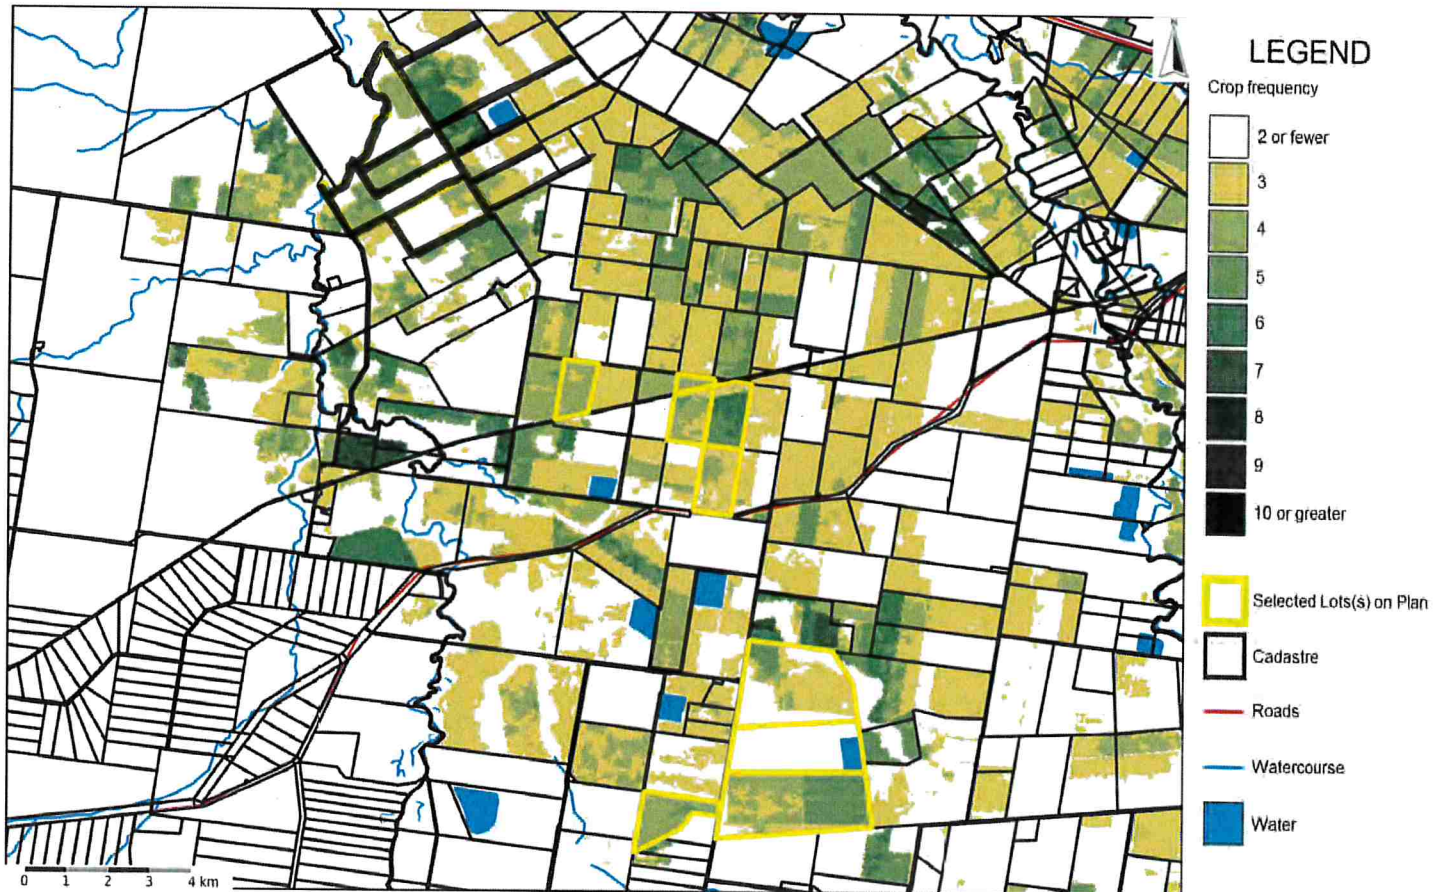 LEGEND
Crop frequency
2 or fewer
3
4
5
6
7
8
9
10 or greater
Selected Lots(s) on Plan
Cadastre
Roads
Watercourse
Water
0 1 2 3 4 km